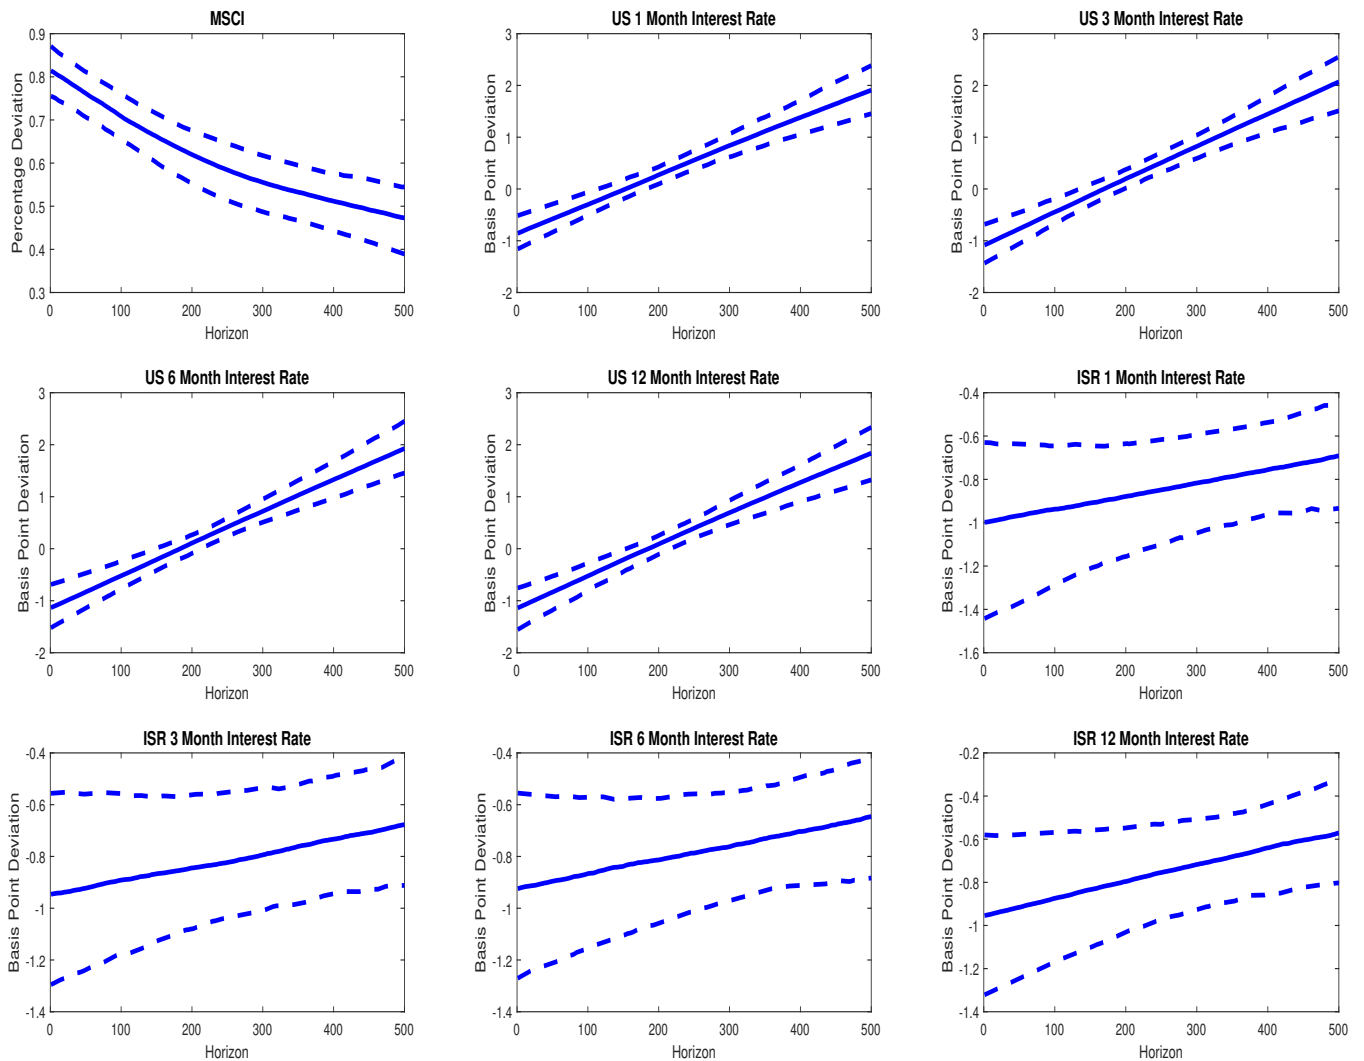 MSCI
Percentage Deviation
0.9
0.8
0.7
0.6
0.5
0.4
0.3
0 100 200 300 400 500
Horizon
US 1 Month Interest Rate
Basis Point Deviation
3
2
1
0
-1
-2
0 100 200 300 400 500
Horizon
US 3 Month Interest Rate
Basis Point Deviation
3
2
1
0
-1
-2
0 100 200 300 400 500
Horizon
US 6 Month Interest Rate
Basis Point Deviation
3
2
1
0
-1
-2
0 100 200 300 400 500
Horizon
US 12 Month Interest Rate
Basis Point Deviation
3
2
1
0
-1
-2
0 100 200 300 400 500
Horizon
ISR 1 Month Interest Rate
Basis Point Deviation
-0.4
-0.6
-0.8
-1
-1.2
-1.4
-1.6
0 100 200 300 400 500
Horizon
ISR 3 Month Interest Rate
Basis Point Deviation
-0.4
-0.6
-0.8
-1
-1.2
-1.4
0 100 200 300 400 500
Horizon
ISR 6 Month Interest Rate
Basis Point Deviation
-0.4
-0.6
-0.8
-1
-1.2
-1.4
0 100 200 300 400 500
Horizon
ISR 12 Month Interest Rate
Basis Point Deviation
-0.2
-0.4
-0.6
-0.8
-1
-1.2
-1.4
0 100 200 300 400 500
Horizon